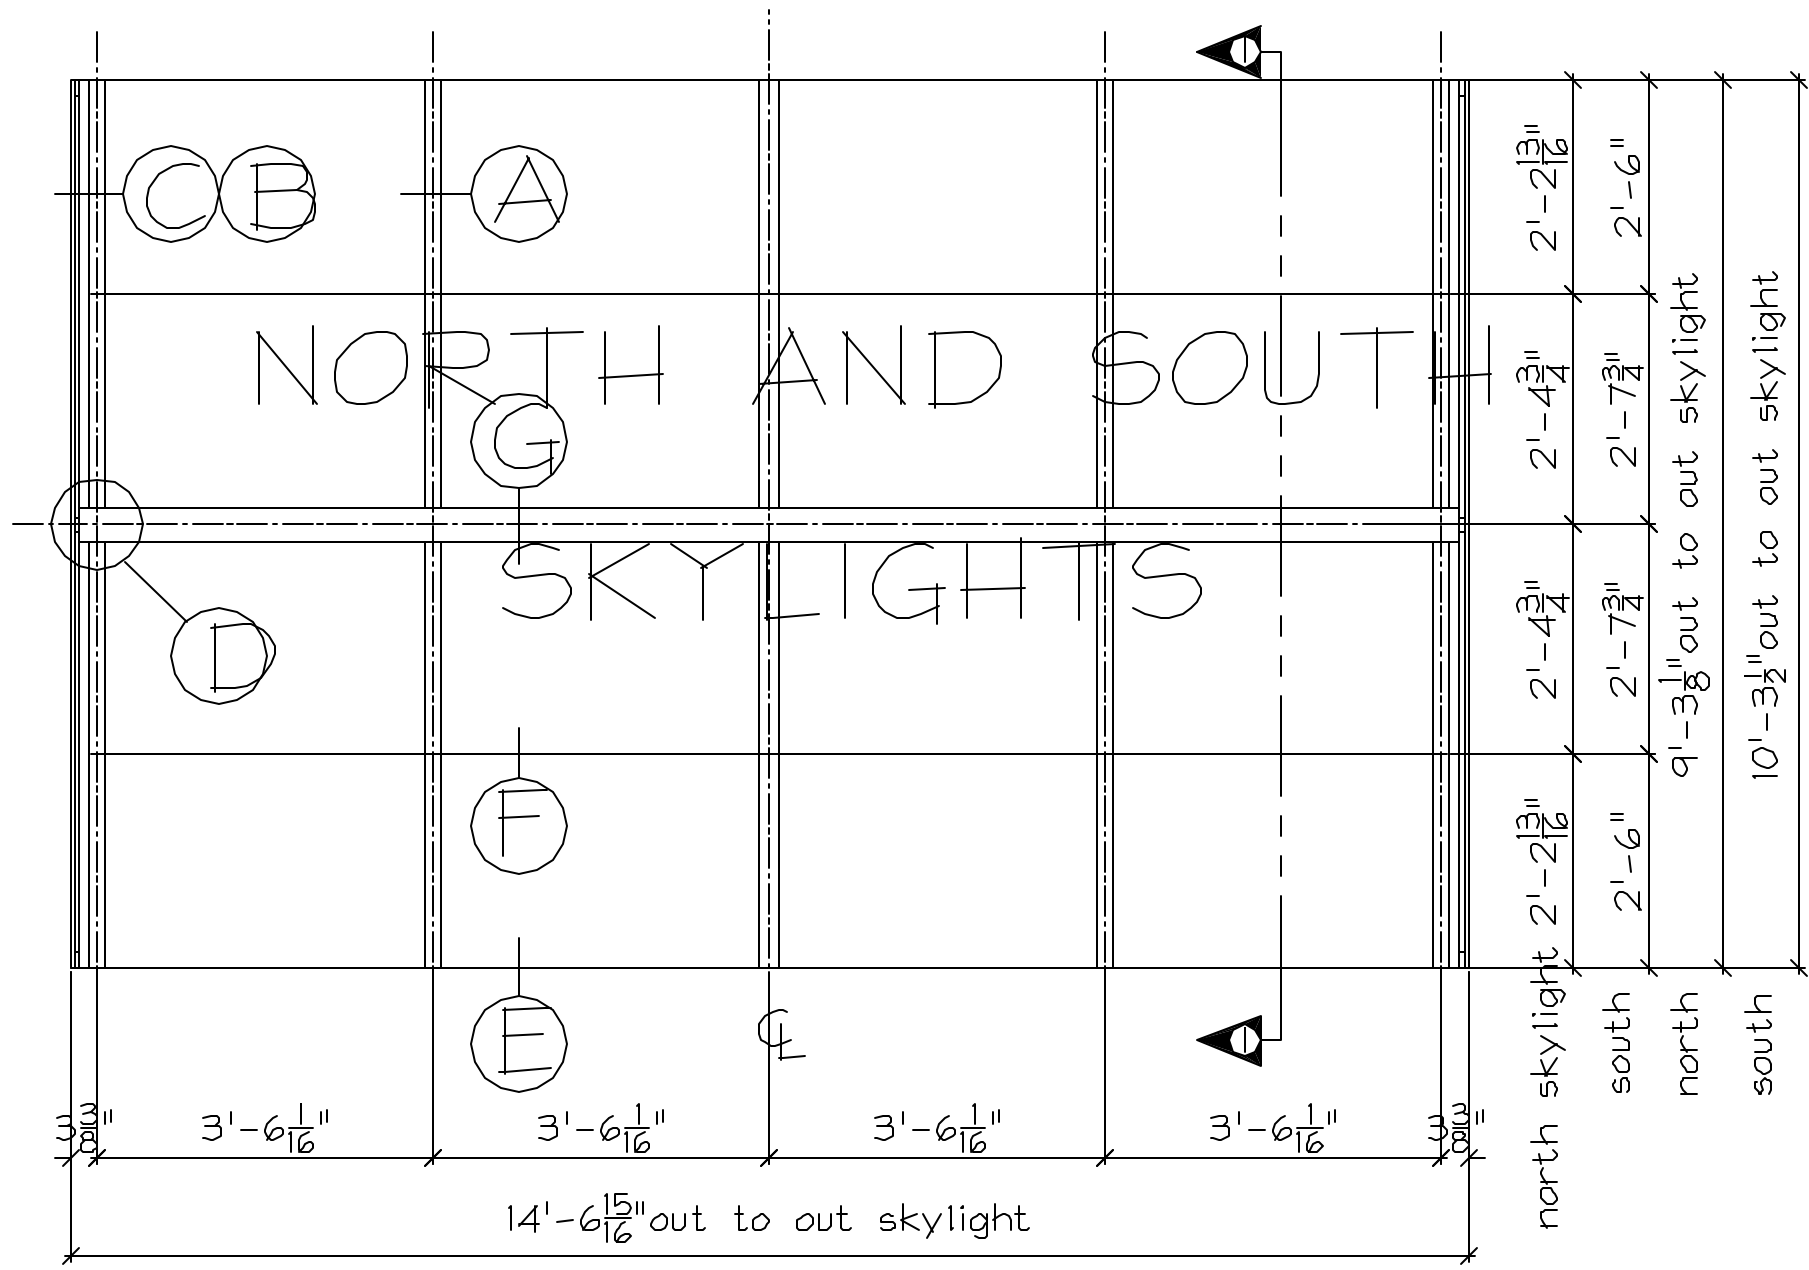 1
C B A
NORTH AND SOUTH
G
SKYLIGHTS
D
F
E
CL
1
3 3/8" 3'-6 1/16" 3'-6 1/16" 3'-6 1/16" 3'-6 1/16" 3 3/8"
14'-6 15/16" out to out skylight
north skylight 2'-2 13/16" 2'-4 3/4" 2'-4 3/4" 2'-2 13/16"
south 2'-6" 2'-7 3/4" 2'-7 3/4" 2'-6"
north 9'-3 1/8" out to out skylight
south 10'-3 1/2" out to out skylight